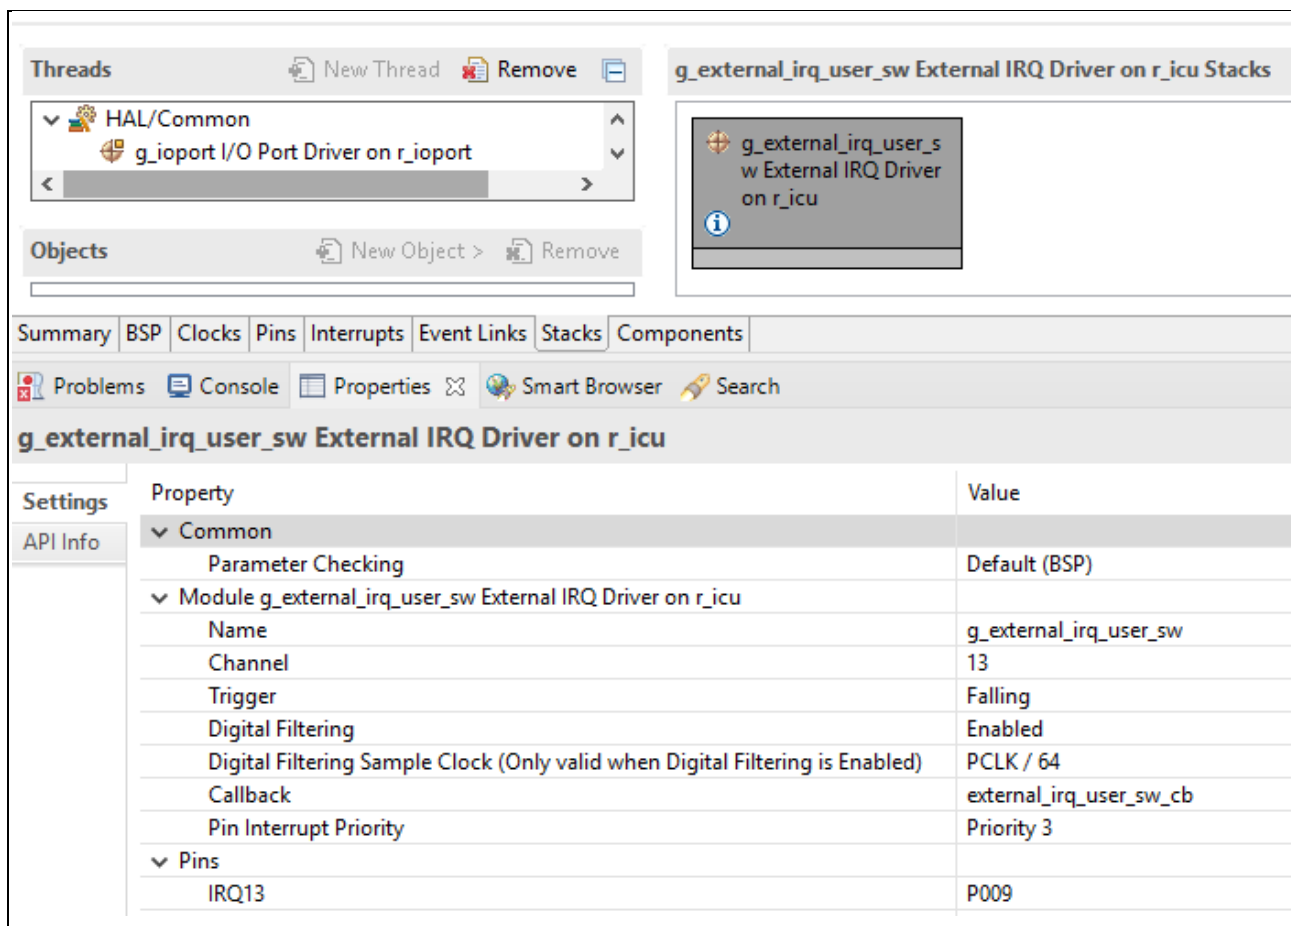 Threads
New Thread
Remove
g_external_irq_user_sw External IRQ Driver on r_icu Stacks
HAL/Common
g_ioport I/O Port Driver on r_ioport
g_external_irq_user_s
w External IRQ Driver
on r_icu
Objects
New Object >
Remove
Summary BSP Clocks Pins Interrupts Event Links Stacks Components
Problems Console Properties Smart Browser Search
g_external_irq_user_sw External IRQ Driver on r_icu
Settings
API Info
Property Value
Common
Parameter Checking Default (BSP)
Module g_external_irq_user_sw External IRQ Driver on r_icu
Name g_external_irq_user_sw
Channel 13
Trigger Falling
Digital Filtering Enabled
Digital Filtering Sample Clock (Only valid when Digital Filtering is Enabled) PCLK / 64
Callback external_irq_user_sw_cb
Pin Interrupt Priority Priority 3
Pins
IRQ13 P009